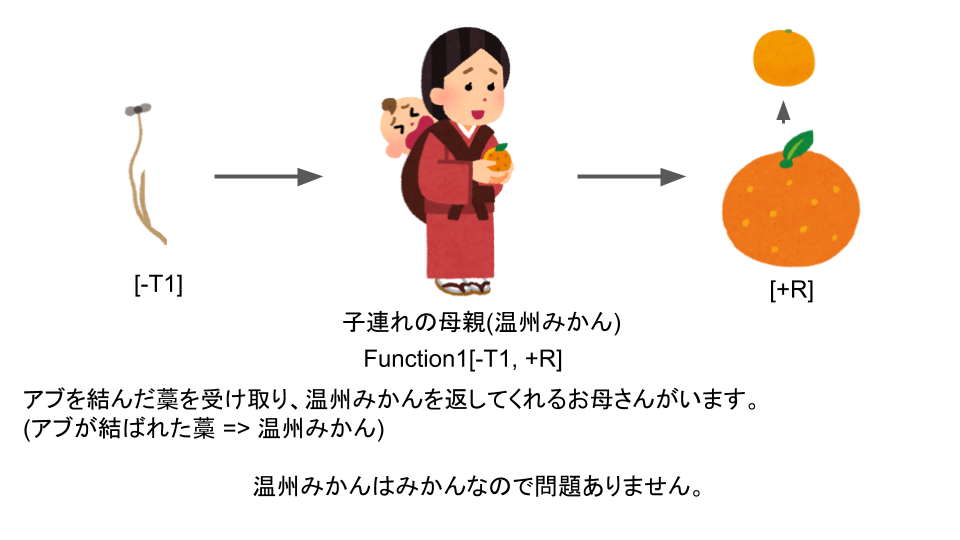 [-T1]
[+R]
子連れの母親(温州みかん)
Function1[-T1, +R]
アブを結んだ藁を受け取り、温州みかんを返してくれるお母さんがいます。
(アブが結ばれた藁 => 温州みかん)
温州みかんはみかんなので問題ありません。